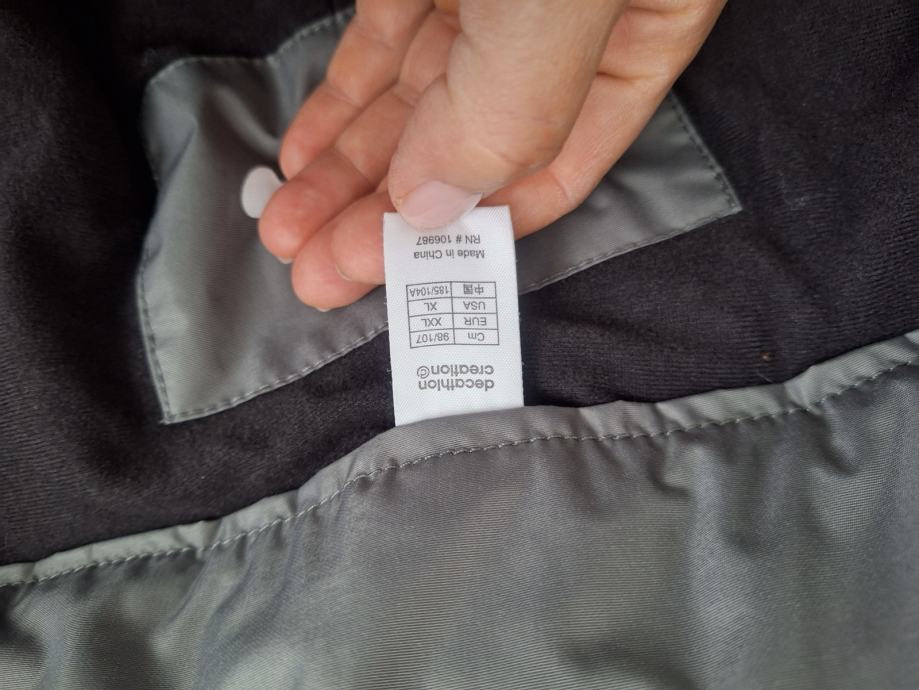 decathlon
creation©
Cm 98/107
EUR XXL
USA XL
中国 185/104A
Made in China
RN # 106987